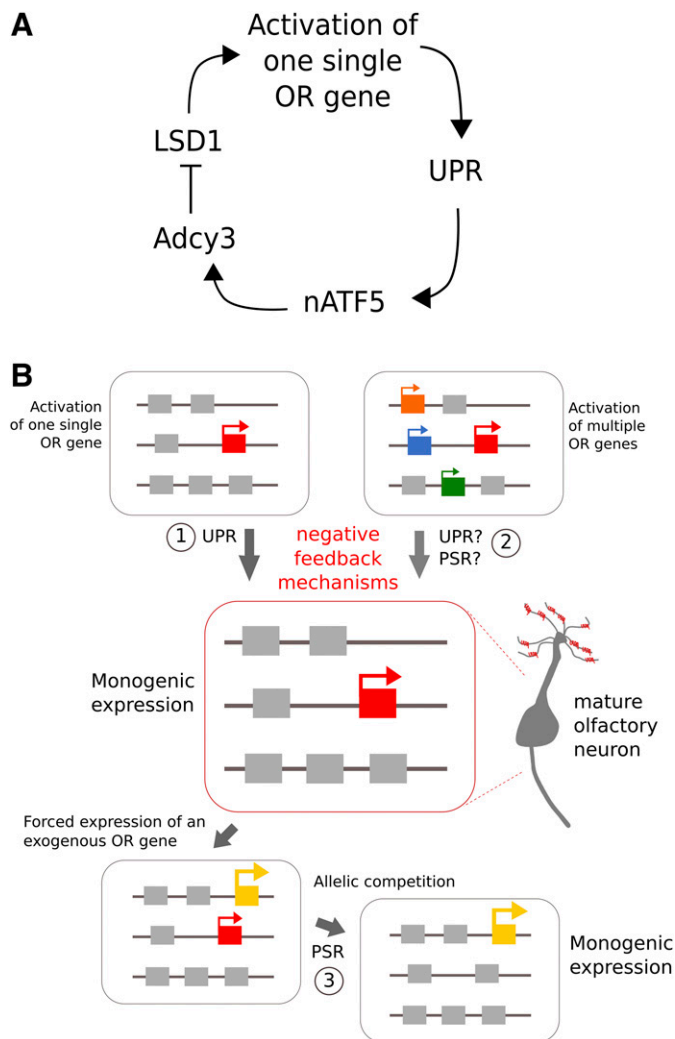 A
Activation of
one single
OR gene
LSD1
UPR
Adcy3
nATF5
B
Activation
of one single
OR gene
Activation
of multiple
OR genes
1 UPR
negative
feedback
mechanisms
UPR?
PSR?
2
Monogenic
expression
mature
olfactory
neuron
Forced expression of an
exogenous OR gene
Allelic competition
PSR
3
Monogenic
expression